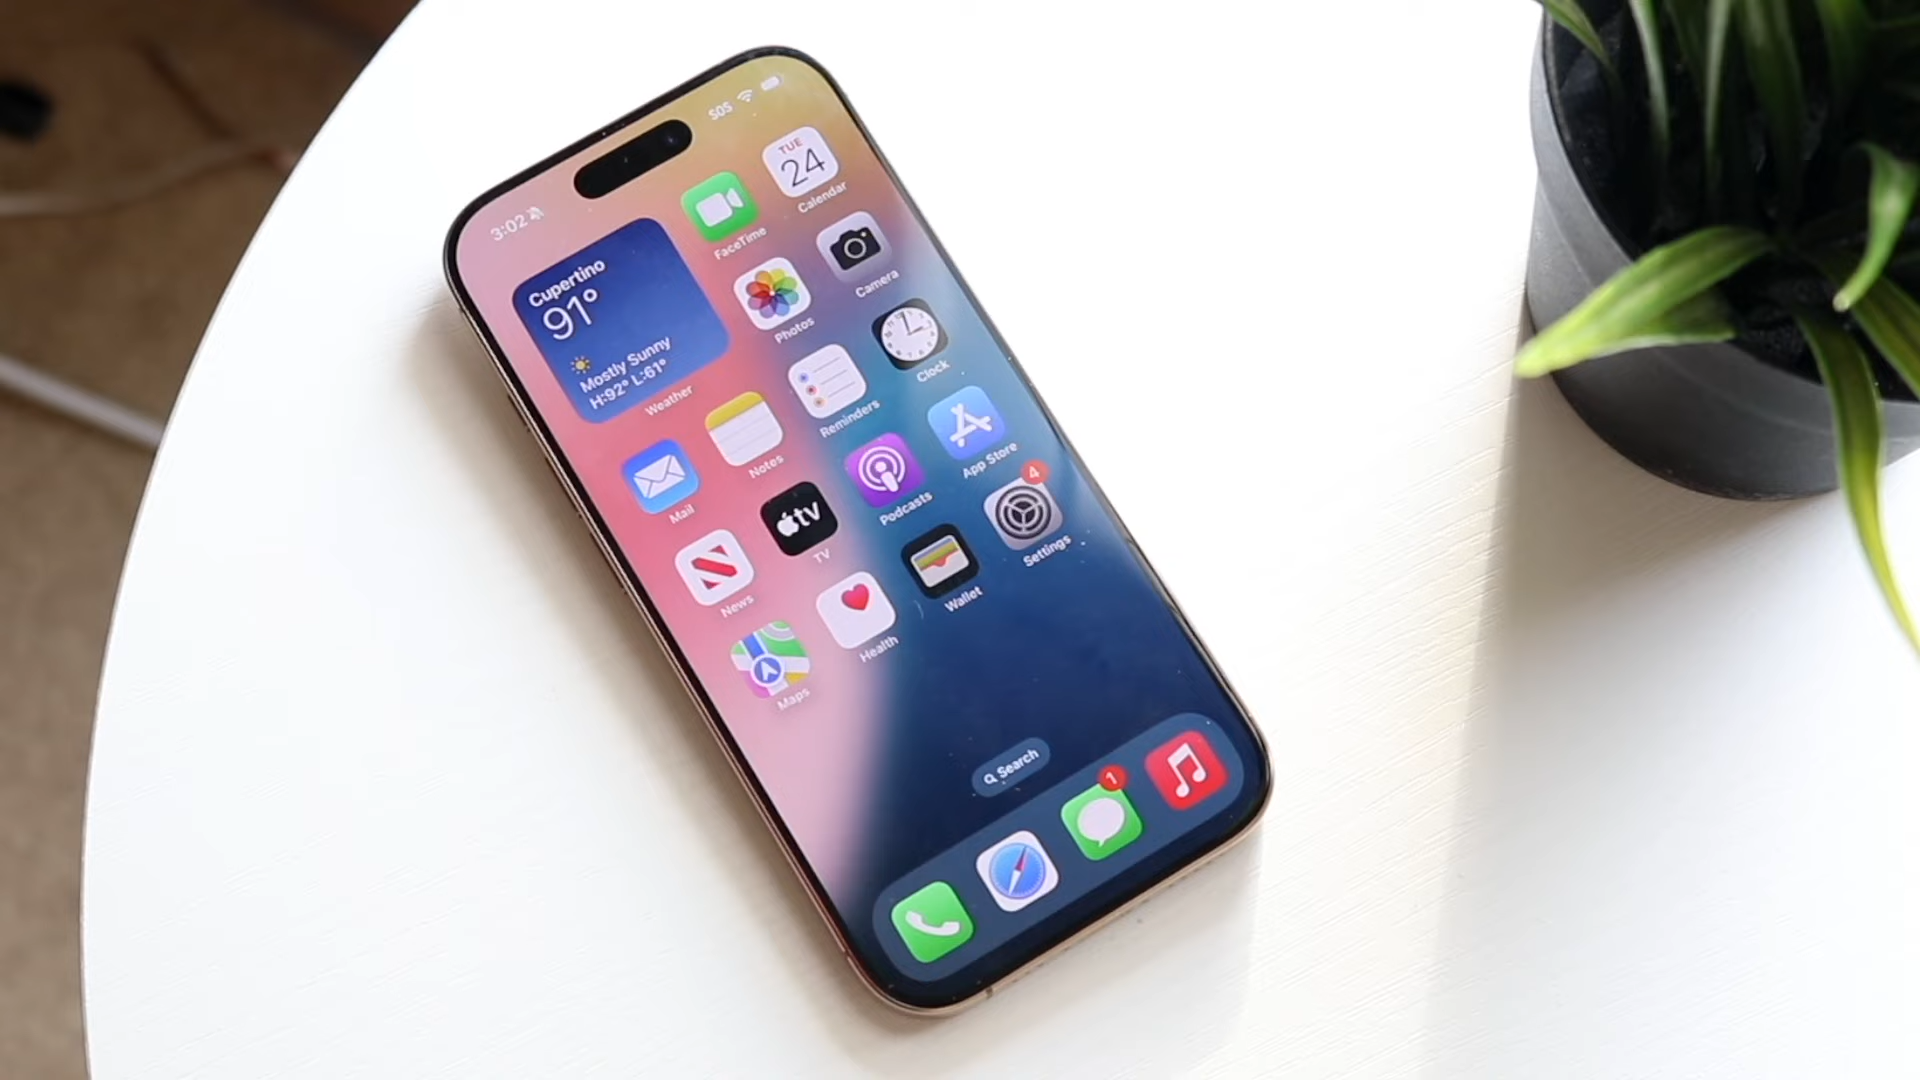 3:02
SOS
Cupertino
91°
Mostly Sunny
H:92° L:61°
Weather
FaceTime
TUE
24
Calendar
Photos
Camera
Mail
Notes
Reminders
Clock
News
tv
TV
Podcasts
App Store
Maps
Health
Wallet
4
Settings
Search
1